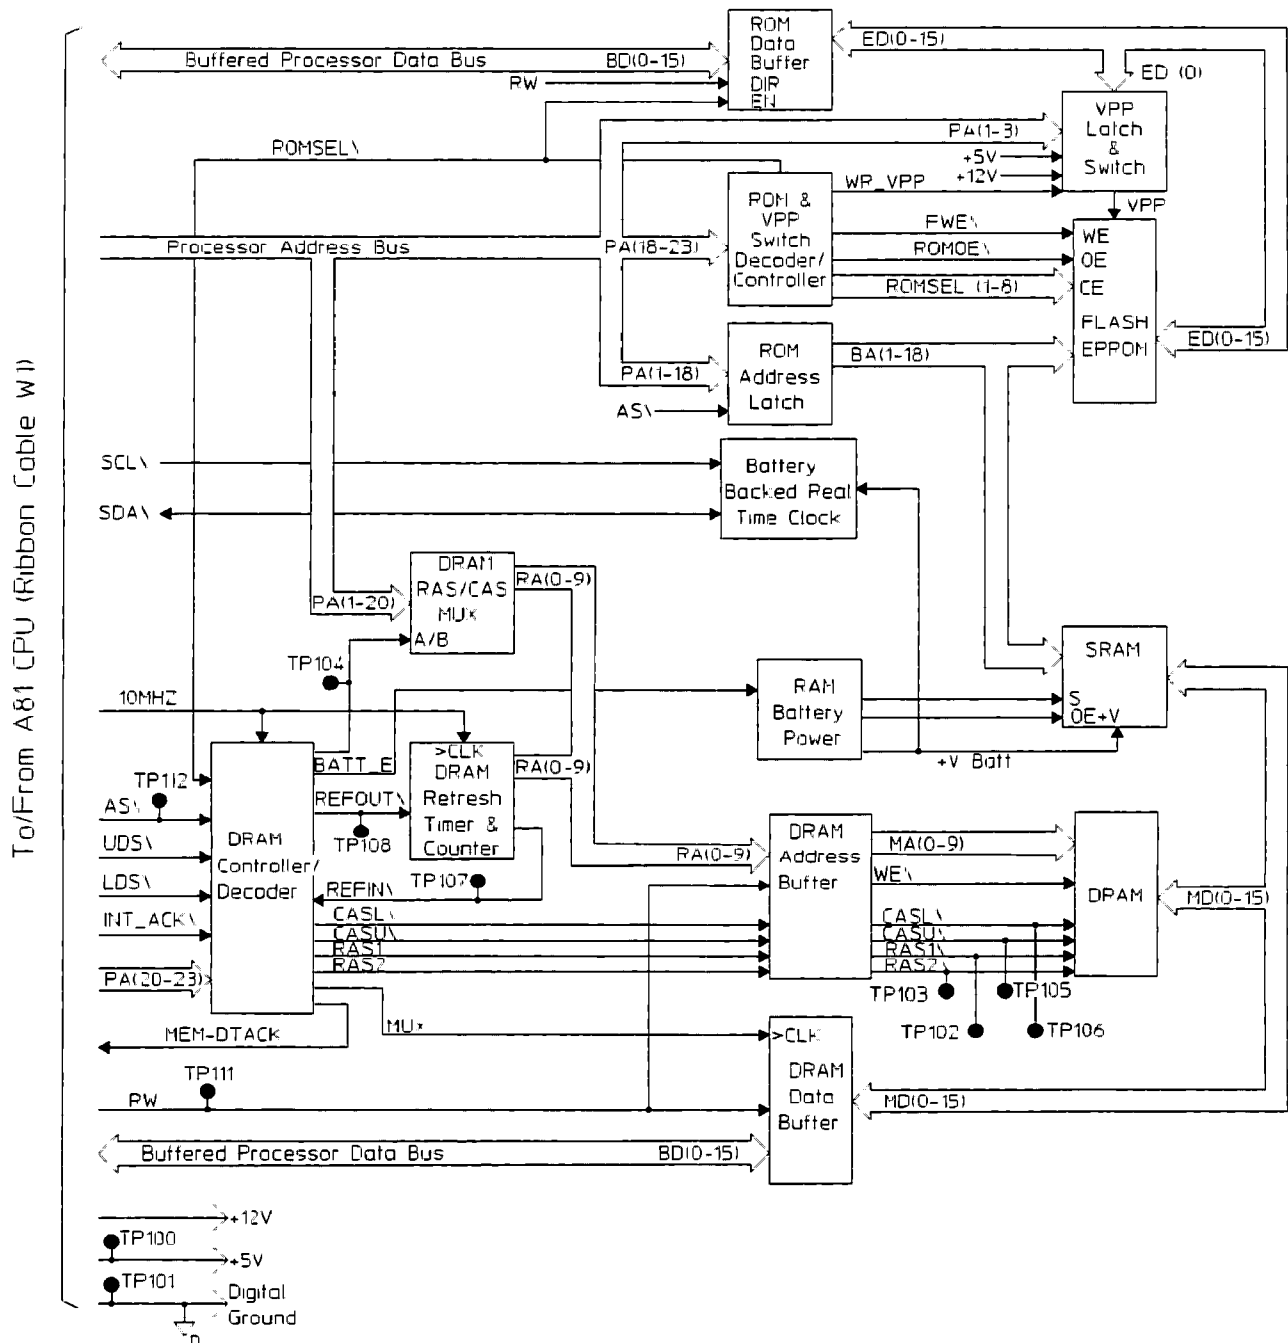 To/From A81 CPU (Ribbon Cable W1)
ROM
Data
Buffer
DIR
EN
ED(0-15)
Buffered Processor Data Bus
BD(0-15)
RW
ED (0)
VPP
Latch
&
Switch
PA(1-3)
+5V
+12V
ROMSEL\
WR_VPP
VPP
ROM &
VPP
Switch
Decoder/
Controller
Processor Address Bus
PA(18-23)
FWE\
ROMOE\
ROMSEL (1-8)
WE
OE
CE
FLASH
EPPOM
ED(0-15)
ROM
Address
Latch
PA(1-18)
BA(1-18)
AS\
SCL\
SDA\
Battery
Backed Real
Time Clock
DRAM
RAS/CAS
MUX
A/B
RA(0-9)
PA(1-20)
TP104
10MHZ
SRAM
S
OE+V
RAM
Battery
Power
+V Batt
BATT_E
>CLK
DRAM
Refresh
Timer &
Counter
RA(0-9)
TP112
AS\
REFOUT\
TP108
UDS\
DRAM
Controller/
Decoder
LDS\
REFIN\
TP107
INT_ACK\
CASL\
CASU\
RAS1
RAS2
PA(20-23)
RA(0-9)
DRAM
Address
Buffer
MA(0-9)
WE\
CASL\
CASU\
RAS1\
RAS2\
DRAM
MD(0-15)
TP103
TP105
TP102
TP106
MEM-DTACK
MUX
>CLK
DRAM
Data
Buffer
TP111
RW
MD(0-15)
Buffered Processor Data Bus
BD(0-15)
+12V
TP100
+5V
TP101
Digital
Ground